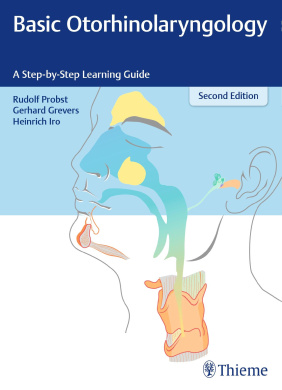 Basic Otorhinolaryngology
A Step-by-Step Learning Guide
Rudolf Probst
Gerhard Grevers
Heinrich Iro
Second Edition
Thieme